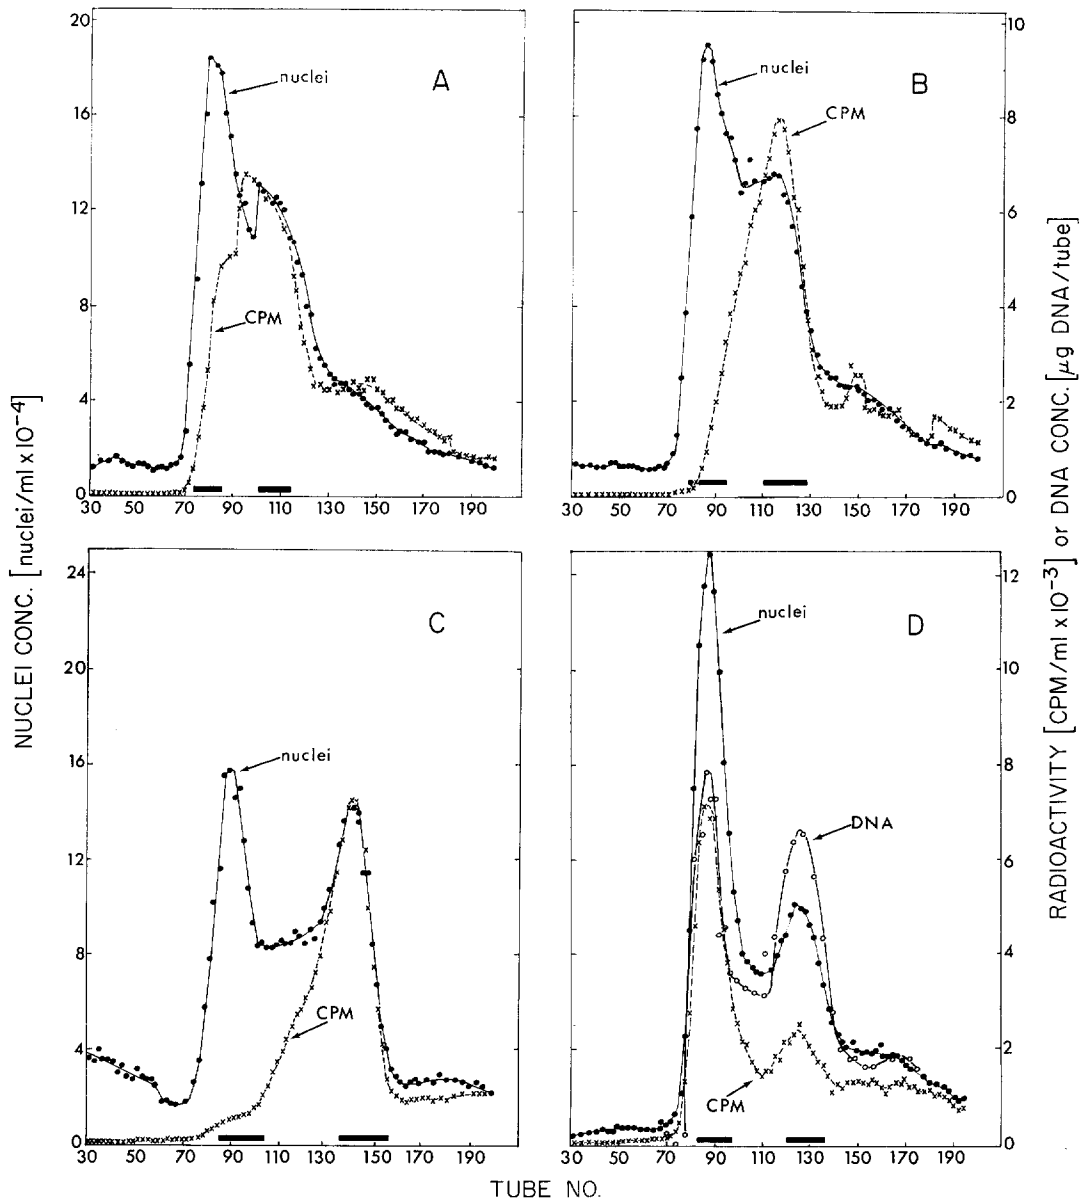 20
16
12
8
4
0
A
nuclei
CPM
30 50 70 90 110 130 150 170 190
10
8
6
4
2
0
B
nuclei
CPM
30 50 70 90 110 130 150 170 190
24
20
16
12
8
4
0
C
nuclei
CPM
30 50 70 90 110 130 150 170 190
12
10
8
6
4
2
0
D
nuclei
DNA
CPM
30 50 70 90 110 130 150 170 190
NUCLEI CONC. [nuclei/ml x 10⁻⁴]
RADIOACTIVITY [CPM/ml x 10⁻³] or DNA CONC. [µg DNA/tube]
TUBE NO.